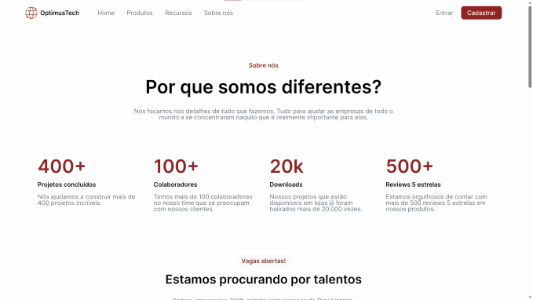 OptimusTech Home Produtos Recursos Sobre nós Entrar Cadastrar
Sobre nós
Por que somos diferentes?
Nós focamos nos detalhes de tudo que fazemos. Tudo para ajudar as empresas de todo o
mundo a se concentrarem naquilo que é realmente importante para elas.
400+
Projetos concluídos
Nós ajudamos a construir mais de
400 projetos incríveis.
100+
Colaboradores
Temos mais de 100 colaboradores
no nosso time que se preocupam
com nossos clientes.
20k
Downloads
Nossos projetos que estão
disponíveis em lojas já foram
baixados mais de 20.000 vezes.
500+
Reviews 5 estrelas
Estamos orgulhosos de contar com
mais de 500 reviews 5 estrelas em
nossos produtos.
Vagas abertas!
Estamos procurando por talentos